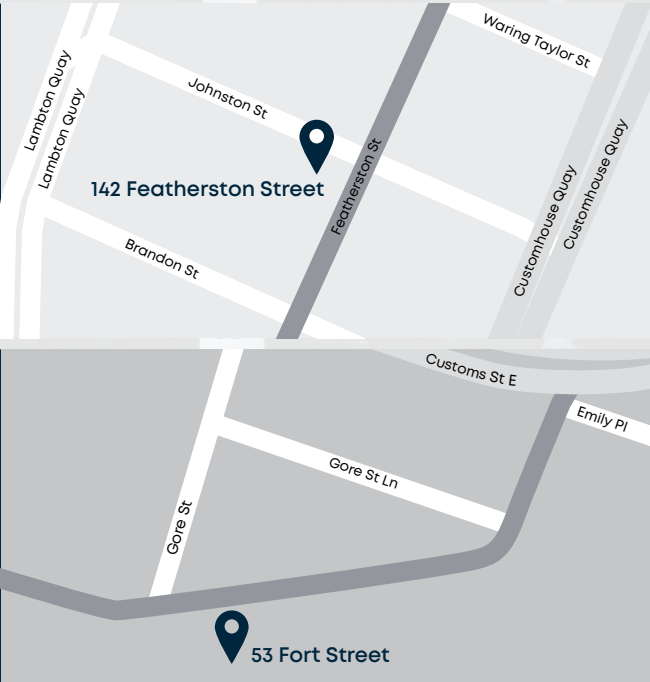 Waring Taylor St
Lambton Quay
Lambton Quay
Johnston St
142 Featherston Street
Featherston St
Customhouse Quay
Customhouse Quay
Brandon St
Customs St E
Emily Pl
Gore St Ln
Gore St
53 Fort Street